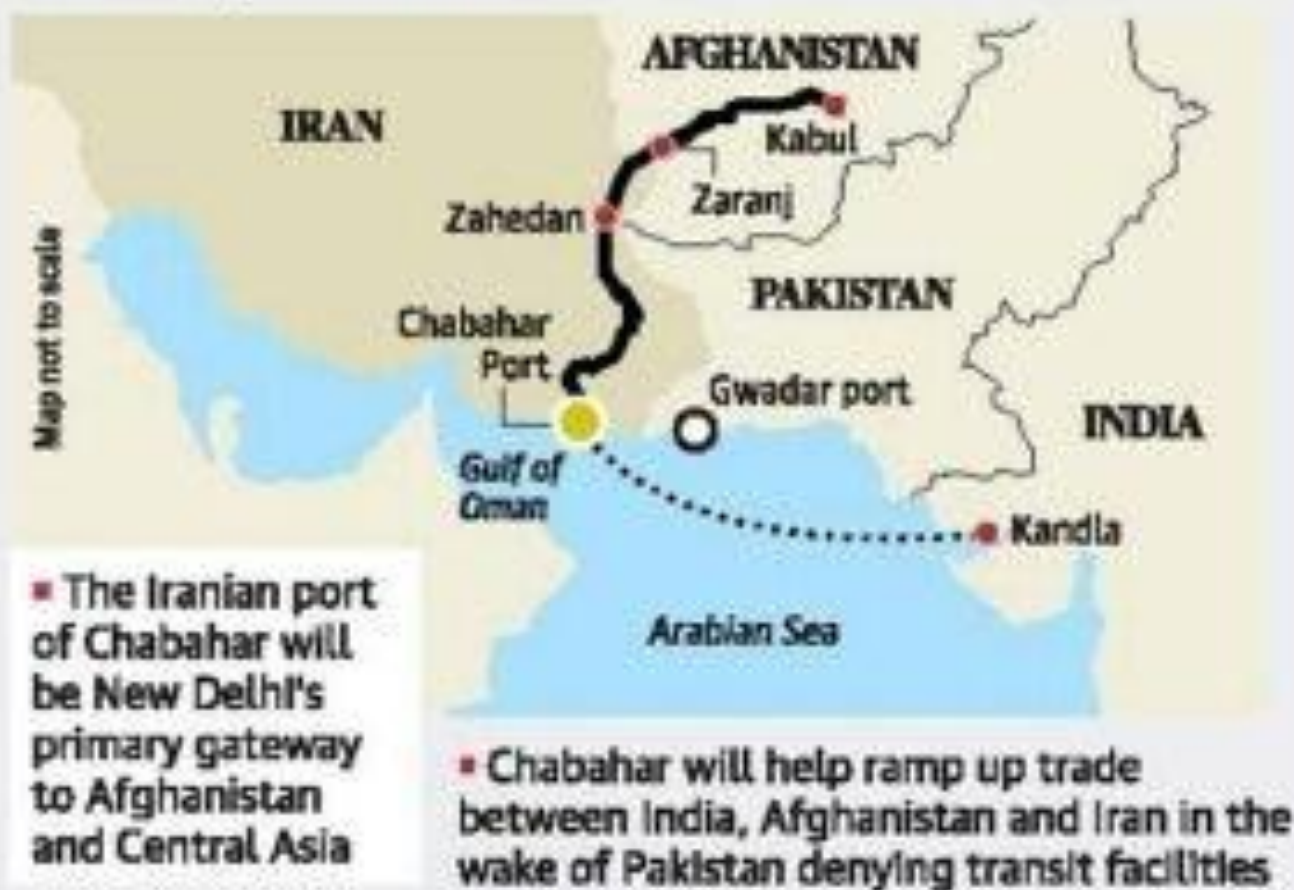 AFGHANISTAN
IRAN
Kabul
Zaranj
Zahedan
PAKISTAN
Chabahar
Port
Gwadar port
INDIA
Map not to scale
Gulf of
Oman
Kandla
Arabian Sea
▪ The Iranian port
of Chabahar will
be New Delhi's
primary gateway
to Afghanistan
and Central Asia
▪ Chabahar will help ramp up trade
between India, Afghanistan and Iran in the
wake of Pakistan denying transit facilities